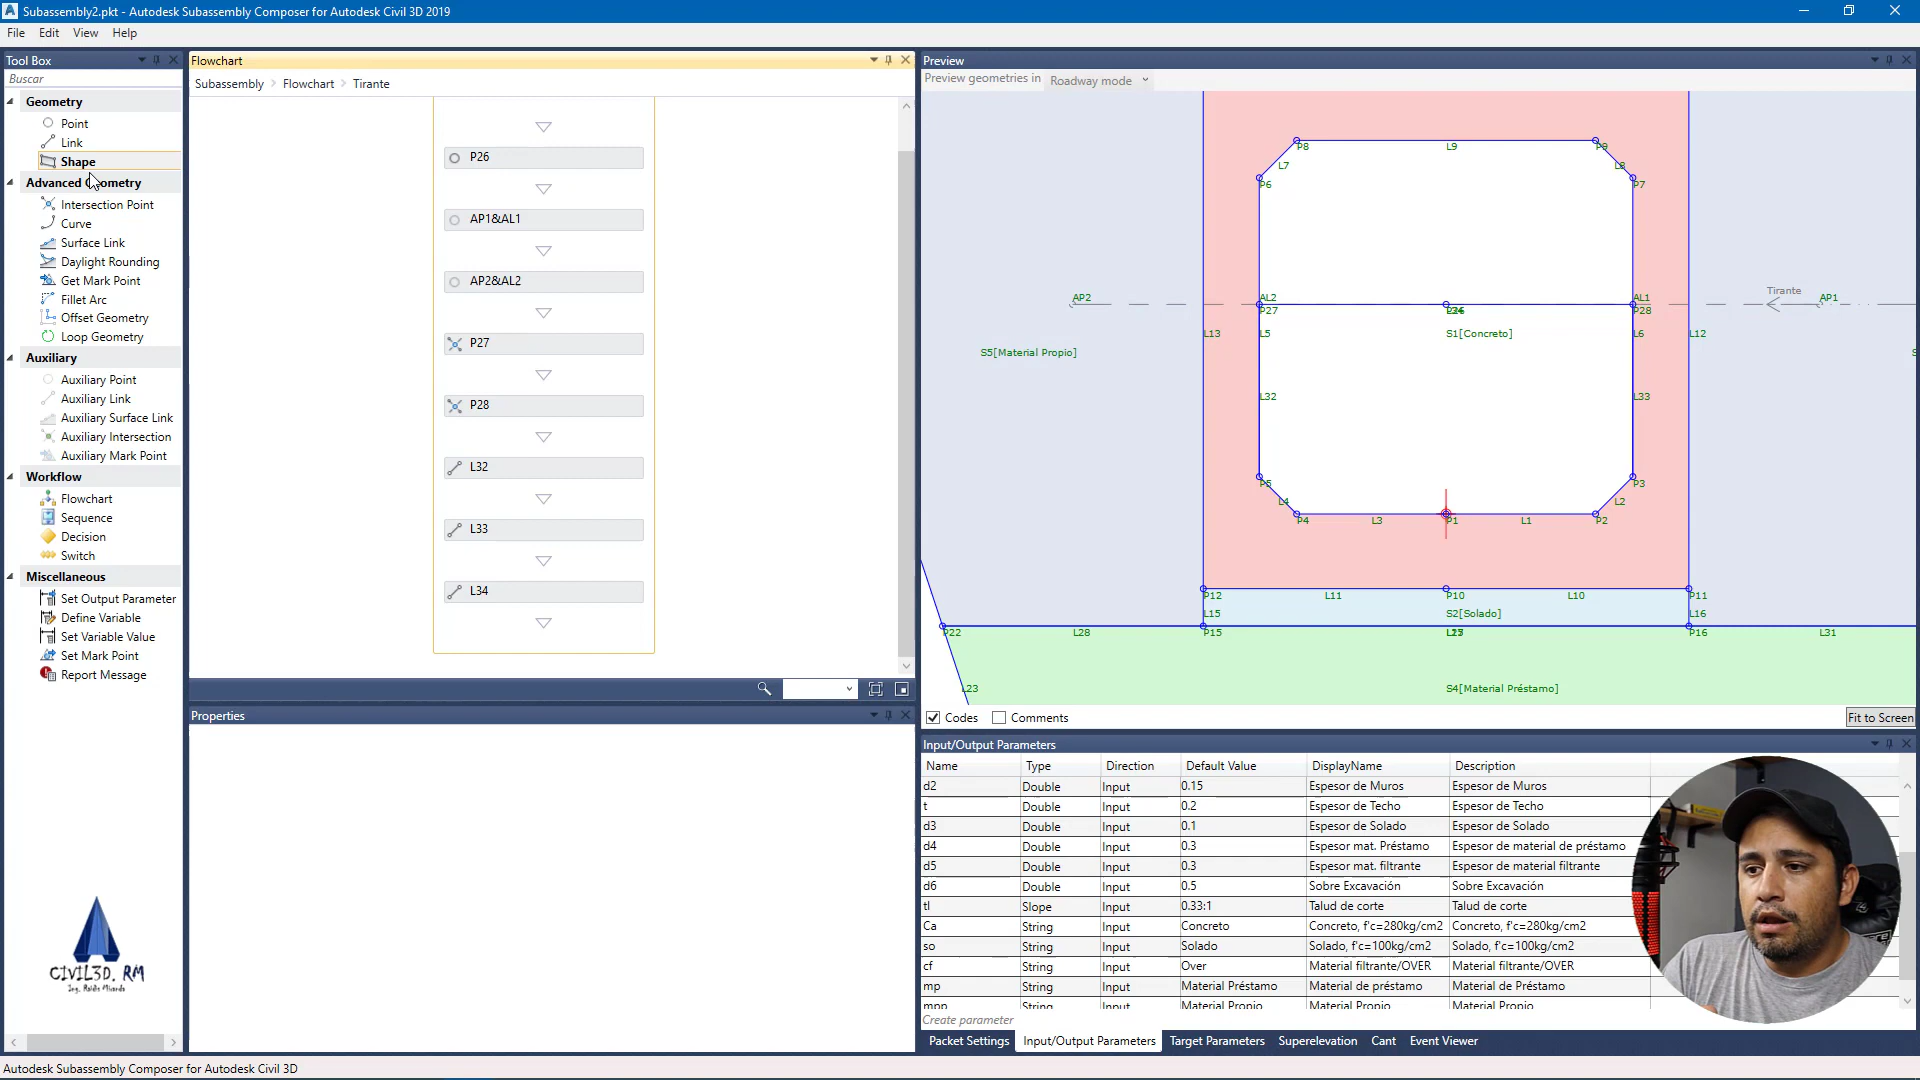 Subassembly2.pkt - Autodesk Subassembly Composer for Autodesk Civil 3D 2019
File Edit View Help
Tool Box
Buscar
Geometry
Point
Link
Shape
Advanced Geometry
Intersection Point
Curve
Surface Link
Daylight Rounding
Get Mark Point
Fillet Arc
Offset Geometry
Loop Geometry
Auxiliary
Auxiliary Point
Auxiliary Link
Auxiliary Surface Link
Auxiliary Intersection
Auxiliary Mark Point
Workflow
Flowchart
Sequence
Decision
Switch
Miscellaneous
Set Output Parameter
Define Variable
Set Variable Value
Set Mark Point
Report Message
CIVIL3D. RM
Flowchart
Subassembly > Flowchart > Tirante
P26
AP1&AL1
AP2&AL2
P27
P28
L32
L33
L34
Properties
Preview
Preview geometries in Roadway mode
P8 L9 P9
L7 L8
P6 P7
Tirante
AP2 AL2 AL1 AP1
P27 P28
L13 L5 S1[Concreto] L6 L12
S5[Material Propio] S
L32 L33
P5 P3
L4 L2
P4 L3 P1 L1 P2
P12 L11 P10 L10 P11
L15 S2[Solado] L16
P22 L28 P15 P16 L31
L23 S4[Material Préstamo]
Codes Comments Fit to Screen
Input/Output Parameters
Name Type Direction Default Value DisplayName Description
d2 Double Input 0.15 Espesor de Muros Espesor de Muros
t Double Input 0.2 Espesor de Techo Espesor de Techo
d3 Double Input 0.1 Espesor de Solado Espesor de Solado
d4 Double Input 0.3 Espesor mat. Préstamo Espesor de material de préstamo
d5 Double Input 0.3 Espesor mat. filtrante Espesor de material filtrante
d6 Double Input 0.5 Sobre Excavación Sobre Excavación
tl Slope Input 0.33:1 Talud de corte Talud de corte
Ca String Input Concreto Concreto, f'c=280kg/cm2 Concreto, f'c=280kg/cm2
so String Input Solado Solado, f'c=100kg/cm2 Solado, f'c=100kg/cm2
cf String Input Over Material filtrante/OVER Material filtrante/OVER
mp String Input Material Préstamo Material de préstamo Material de Préstamo
mpp String Input Material Propio Material Propio Material Propio
Create parameter
Packet Settings Input/Output Parameters Target Parameters Superelevation Cant Event Viewer
Autodesk Subassembly Composer for Autodesk Civil 3D